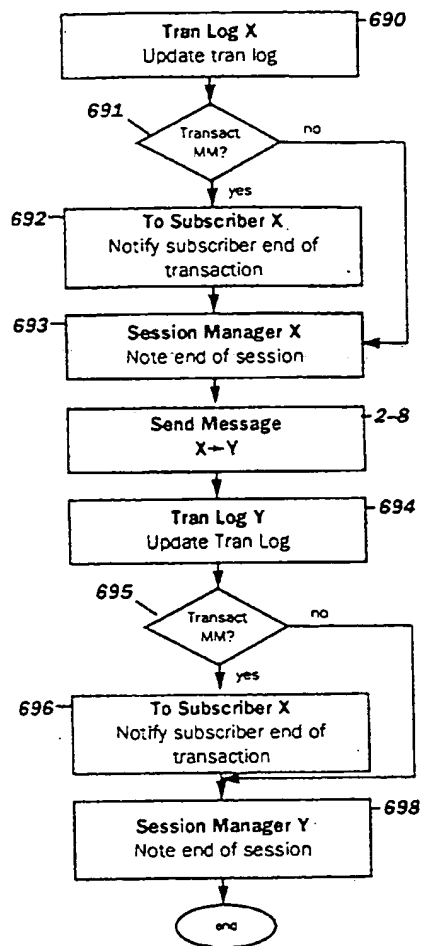 Tran Log X
690
Update tran log
691
Transact
MM?
no
yes
692
To Subscriber X
Notify subscriber end of
transaction
693
Session Manager X
Note end of session
Send Message
2-8
X→Y
Tran Log Y
694
Update Tran Log
695
Transact
MM?
no
yes
696
To Subscriber X
Notify subscriber end of
transaction
Session Manager Y
698
Note end of session
end